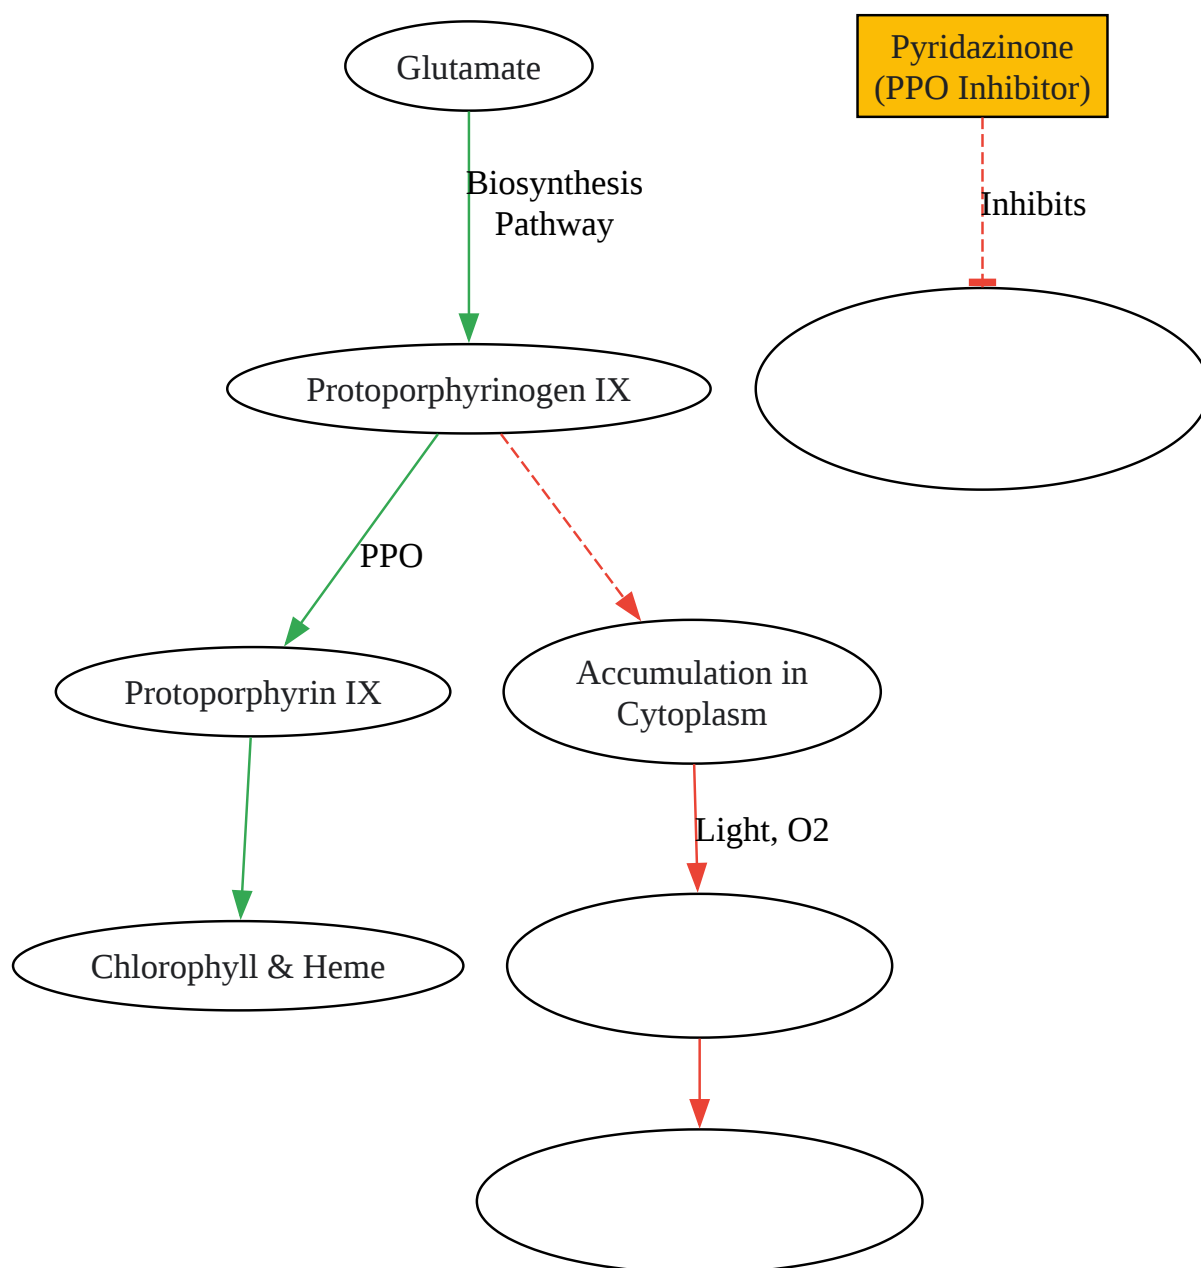 Glutamate
Pyridazinone
(PPO Inhibitor)
Biosynthesis
Pathway
Inhibits
Protoporphyrinogen IX
PPO
Protoporphyrin IX
Accumulation in
Cytoplasm
Light, O2
Chlorophyll & Heme